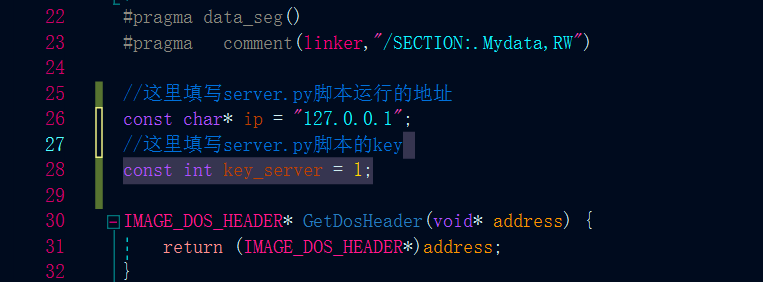 22 #pragma data_seg()
23 #pragma   comment(linker,"/SECTION:.Mydata,RW")
24
25 //这里填写server.py脚本运行的地址
26 const char* ip = "127.0.0.1";
27 //这里填写server.py脚本的key
28 const int key_server = 1;
29
30 IMAGE_DOS_HEADER* GetDosHeader(void* address) {
31     return (IMAGE_DOS_HEADER*)address;
32 }